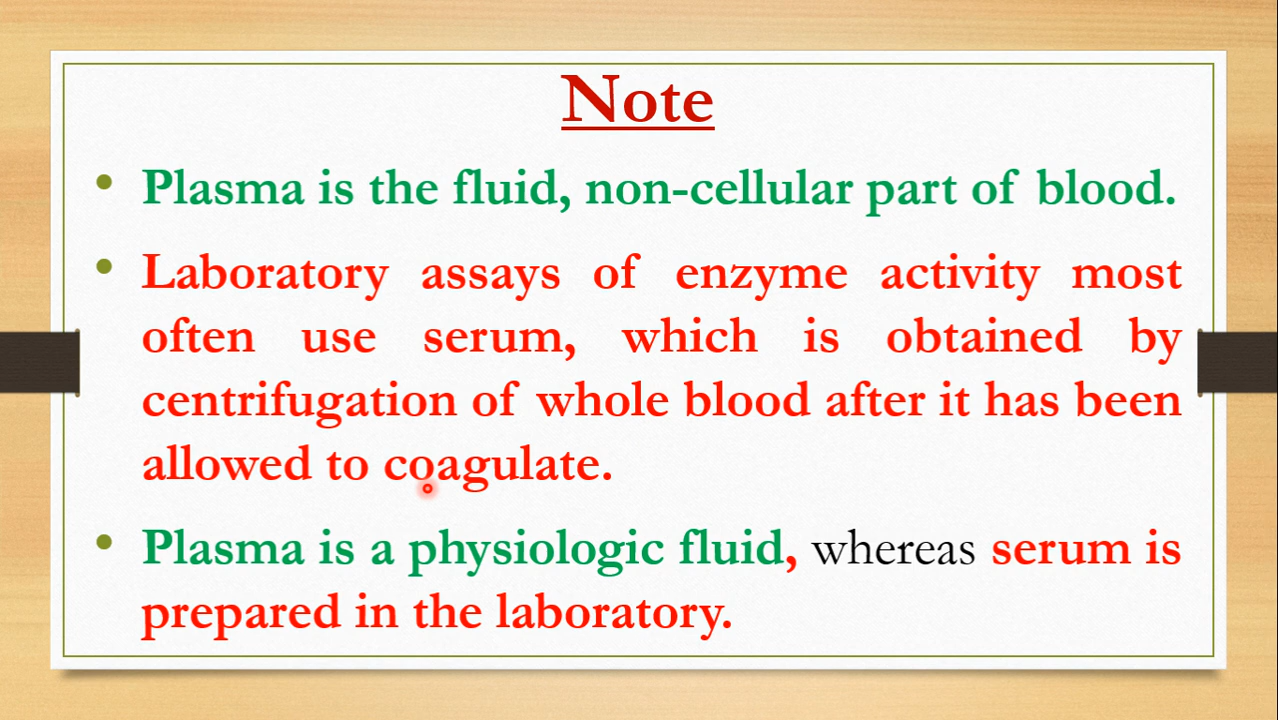 Note
• Plasma is the fluid, non-cellular part of blood.
• Laboratory assays of enzyme activity most
often use serum, which is obtained by
centrifugation of whole blood after it has been
allowed to coagulate.
• Plasma is a physiologic fluid, whereas serum is
prepared in the laboratory.